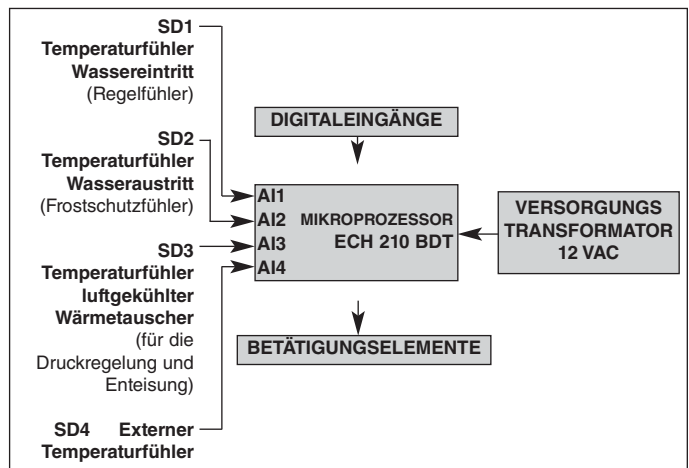 SD1
Temperaturfühler
Wassereintritt
(Regelfühler)
SD2
Temperaturfühler
Wasseraustritt
(Frostschutzfühler)
SD3
Temperaturfühler
luftgekühlter
Wärmetauscher
(für die
Druckregelung und
Enteisung)
SD4 Externer
Temperaturfühler
DIGITALEINGÄNGE
AI1
AI2 MIKROPROZESSOR
AI3 ECH 210 BDT
AI4
BETÄTIGUNGSELEMENTE
VERSORGUNGS
TRANSFORMATOR
12 VAC